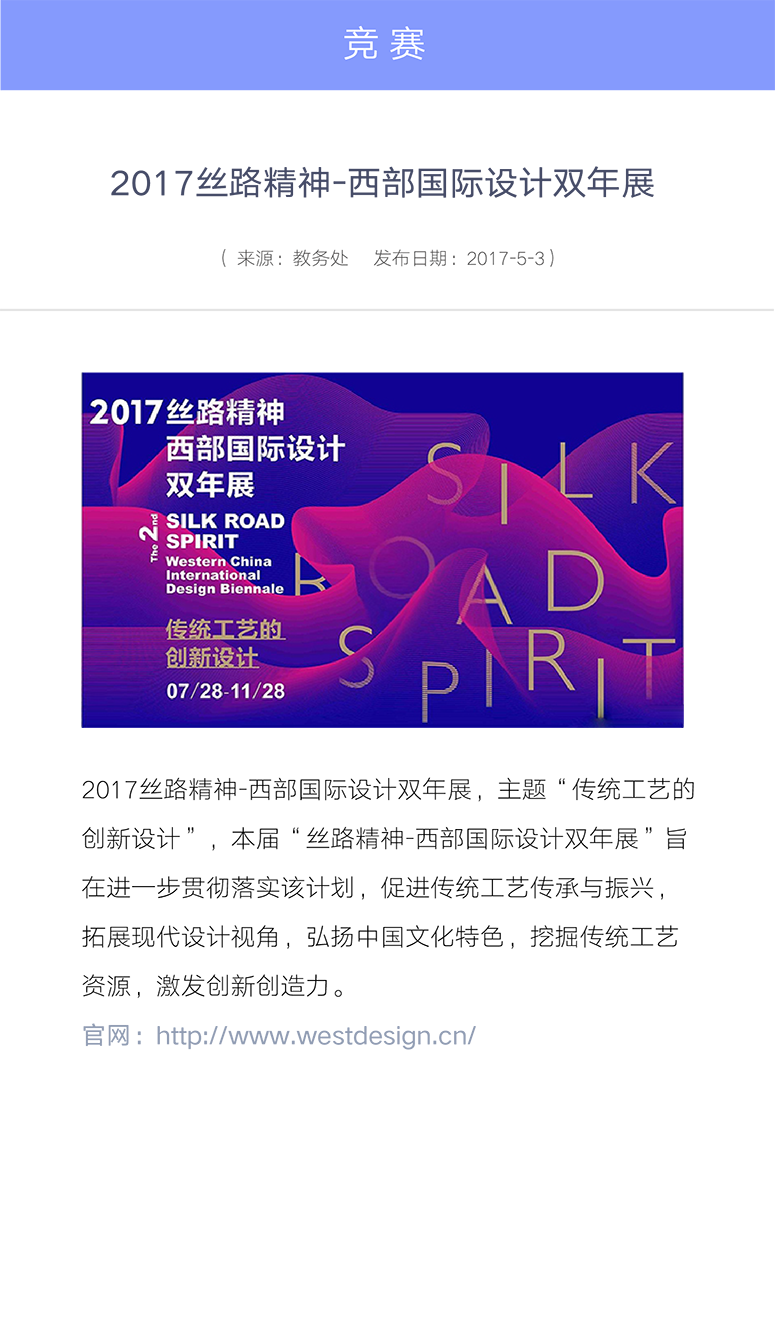 竞赛
2017丝路精神-西部国际设计双年展
( 来源：教务处 发布日期：2017-5-3 )
2017丝路精神
西部国际设计
双年展
The 2nd
SILK ROAD
SPIRIT
Western China
International
Design Biennale
传统工艺的
创新设计
07/28-11/28
SILK
ROAD
SPIRIT
2017丝路精神-西部国际设计双年展，主题“传统工艺的
创新设计”，本届“丝路精神-西部国际设计双年展”旨
在进一步贯彻落实该计划，促进传统工艺传承与振兴，
拓展现代设计视角，弘扬中国文化特色，挖掘传统工艺
资源，激发创新创造力。
官网：http://www.westdesign.cn/